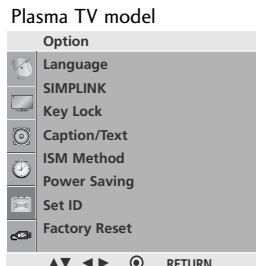 Plasma TV model
Option
Language
SIMPLINK
Key Lock
Caption/Text
ISM Method
Power Saving
Set ID
Factory Reset
RETURN